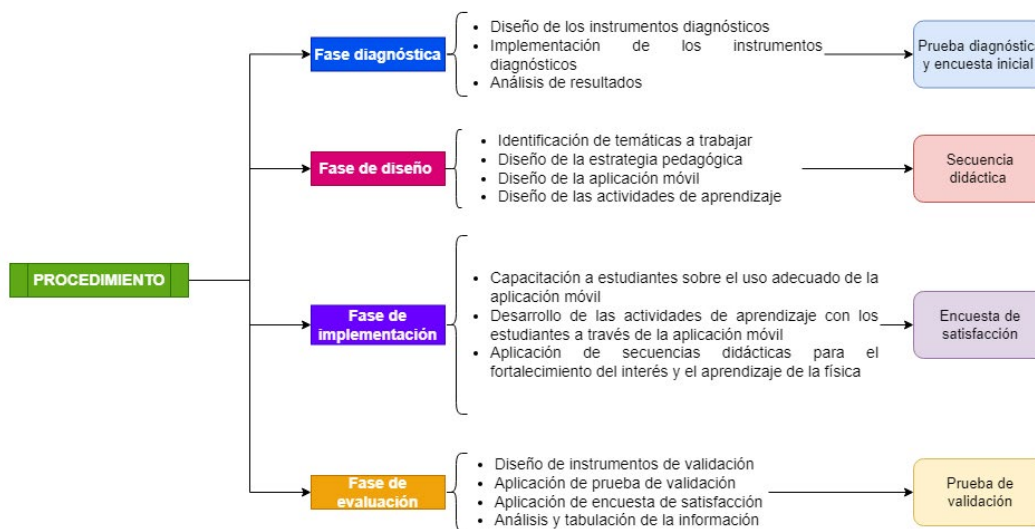 Fase diagnóstica
• Diseño de los instrumentos diagnósticos
• Implementación de los instrumentos
diagnósticos
• Análisis de resultados
Prueba diagnóstica
y encuesta inicial
Fase de diseño
• Identificación de temáticas a trabajar
• Diseño de la estrategia pedagógica
• Diseño de la aplicación móvil
• Diseño de las actividades de aprendizaje
Secuencia
didáctica
PROCEDIMIENTO
Fase de
implementación
• Capacitación a estudiantes sobre el uso adecuado de la
aplicación móvil
• Desarrollo de las actividades de aprendizaje con los
estudiantes a través de la aplicación móvil
• Aplicación de secuencias didácticas para el
fortalecimiento del interés y el aprendizaje de la física
Encuesta de
satisfacción
Fase de
evaluación
• Diseño de instrumentos de validación
• Aplicación de prueba de validación
• Aplicación de encuesta de satisfacción
• Análisis y tabulación de la información
Prueba de
validación